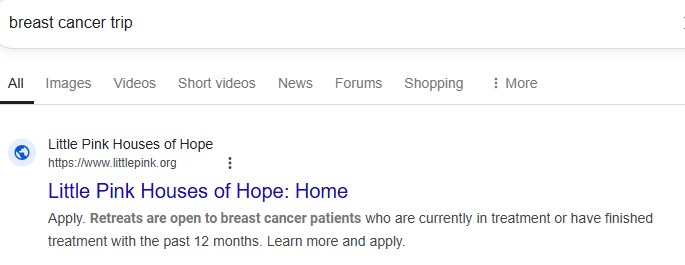 breast cancer trip
All Images Videos Short videos News Forums Shopping More
Little Pink Houses of Hope
https://www.littlepink.org
Little Pink Houses of Hope: Home
Apply. Retreats are open to breast cancer patients who are currently in treatment or have finished
treatment with the past 12 months. Learn more and apply.